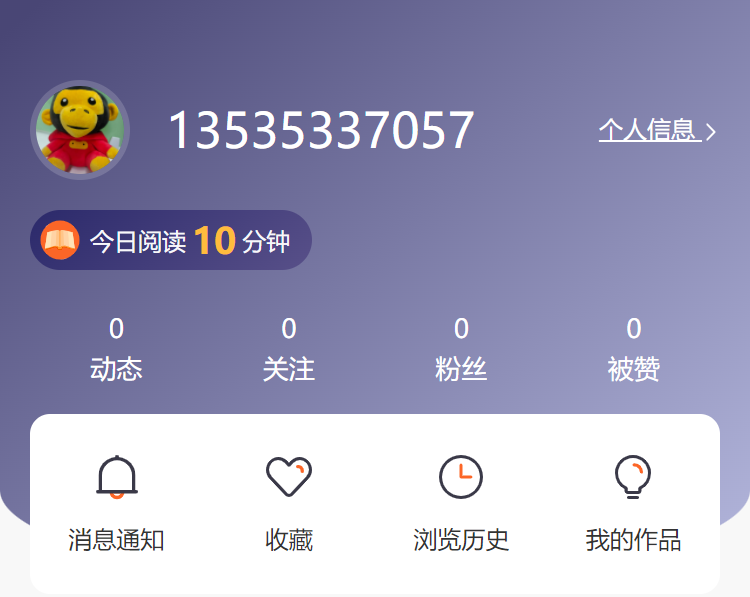 13535337057
个人信息
今日阅读 10 分钟
0 0 0 0
动态 关注 粉丝 被赞
消息通知 收藏 浏览历史 我的作品